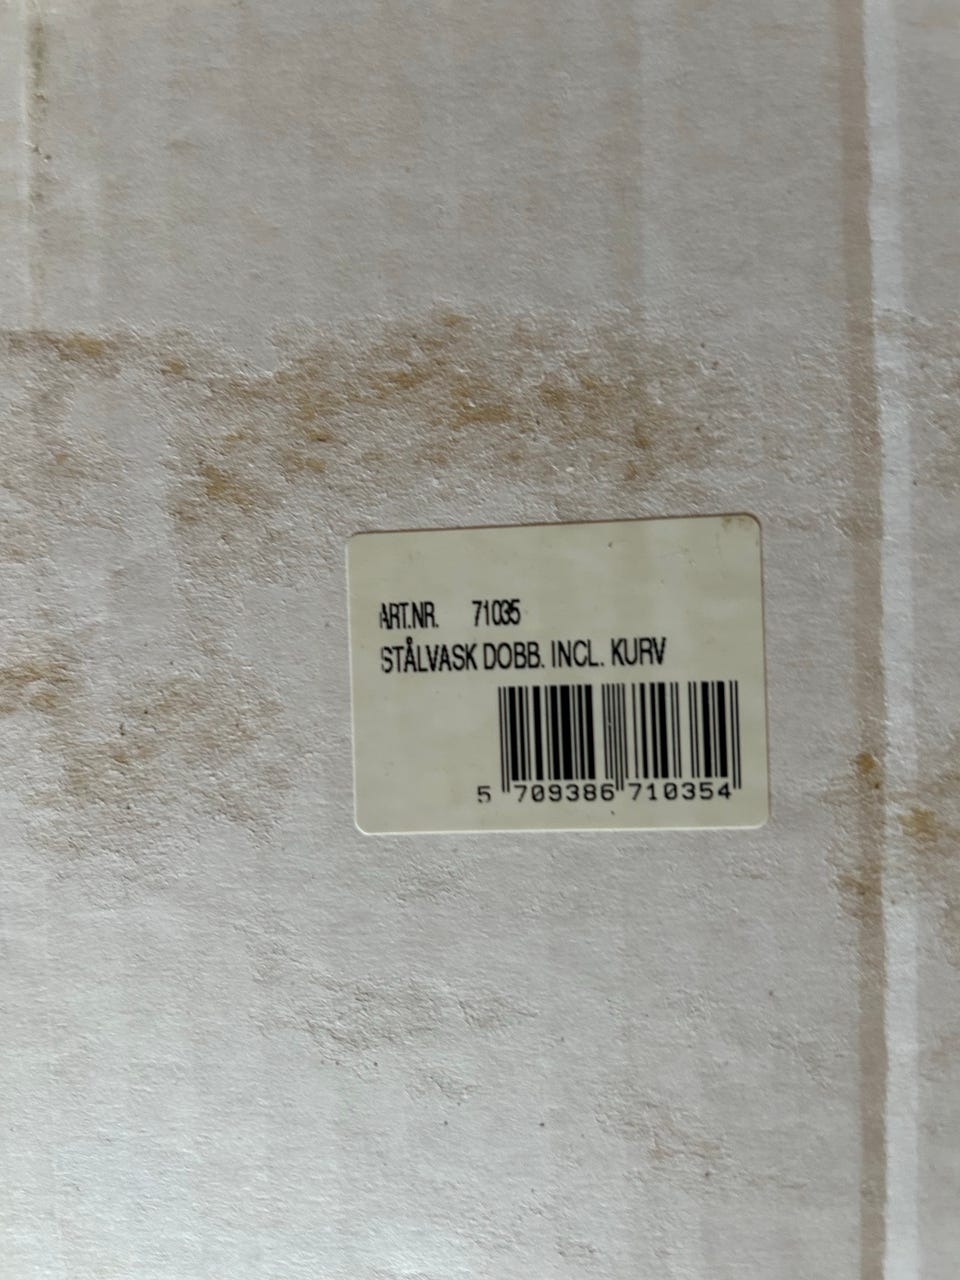 ART.NR. 71035
STÅLVASK DOBB. INCL. KURV
5 709386 710354